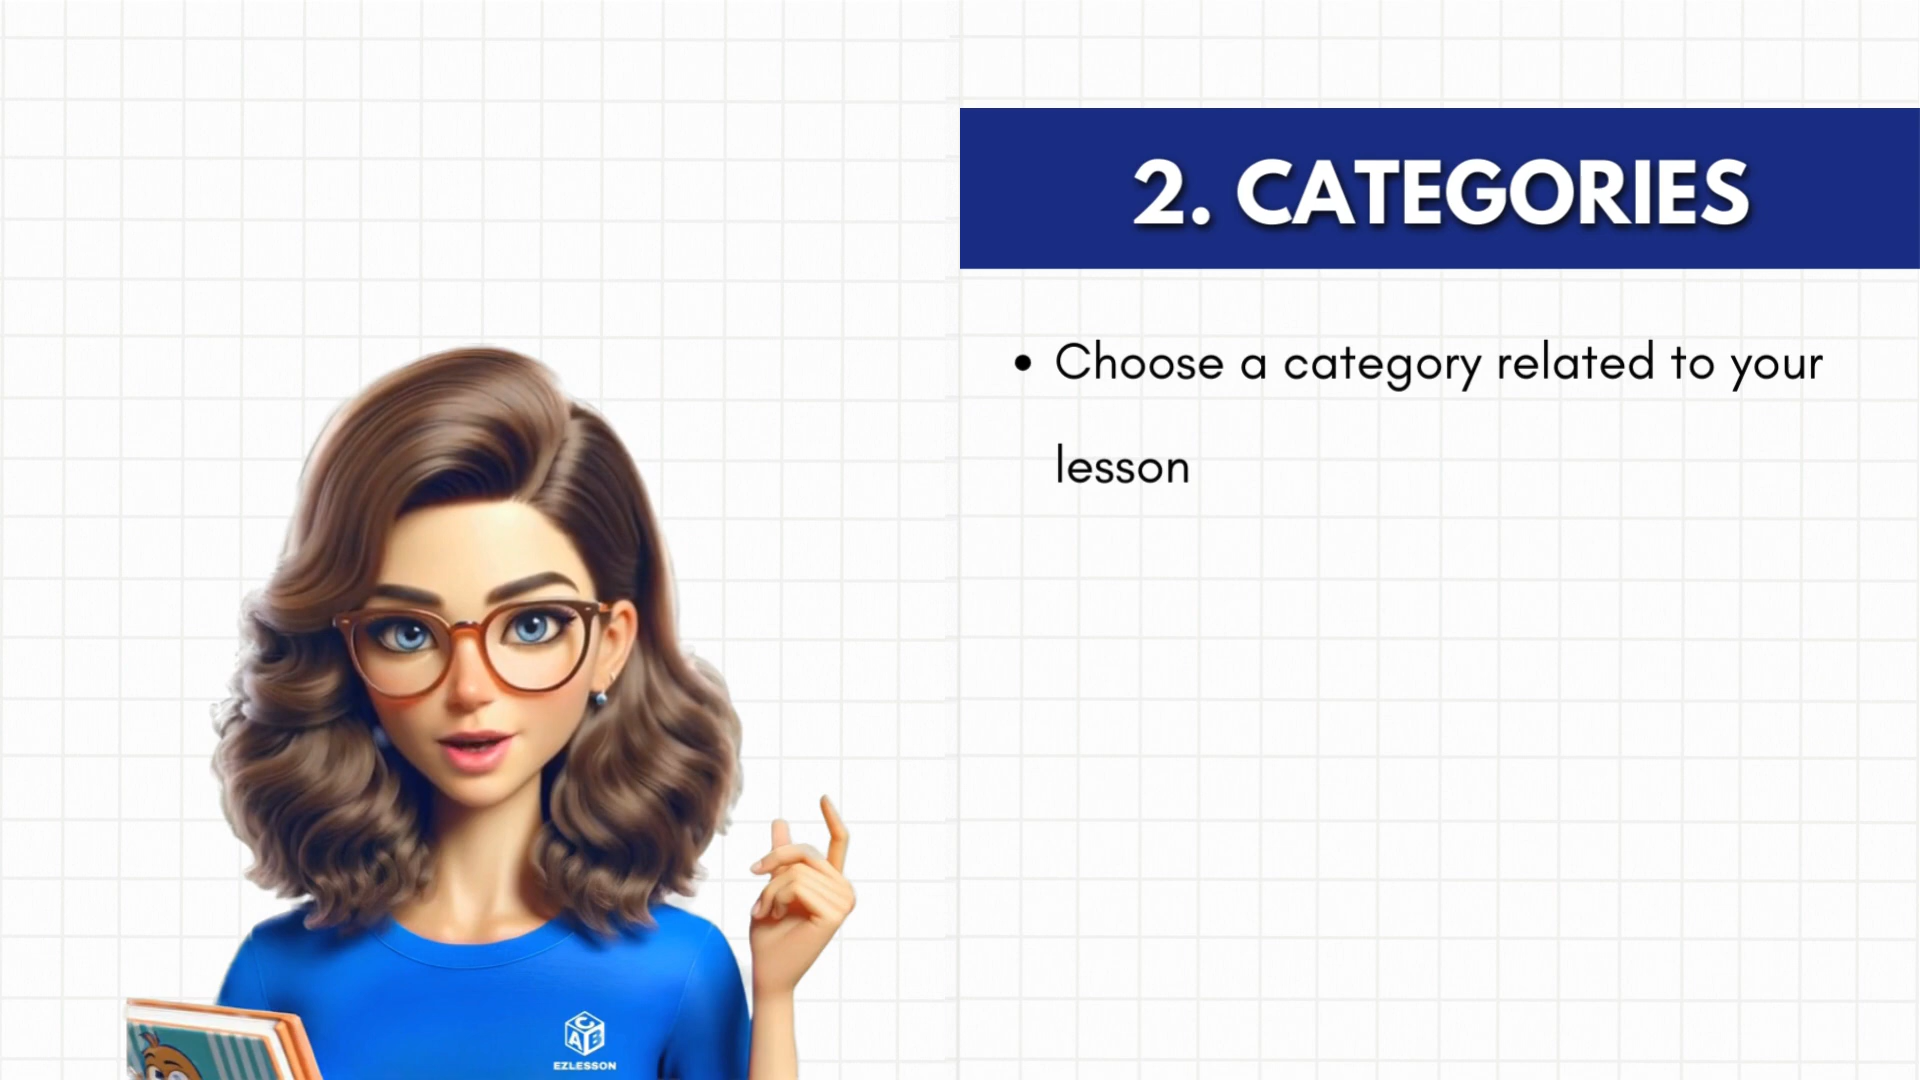 2. CATEGORIES
• Choose a category related to your
lesson
C
A B
EZLESSON